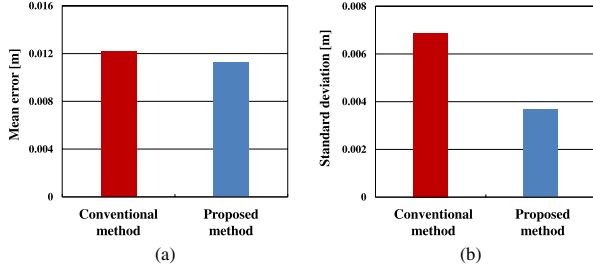 0.016
0.012
0.008
0.004
0
Mean error [m]
Conventional
method
Proposed
method
(a)
0.008
0.006
0.004
0.002
0
Standard deviation [m]
Conventional
method
Proposed
method
(b)